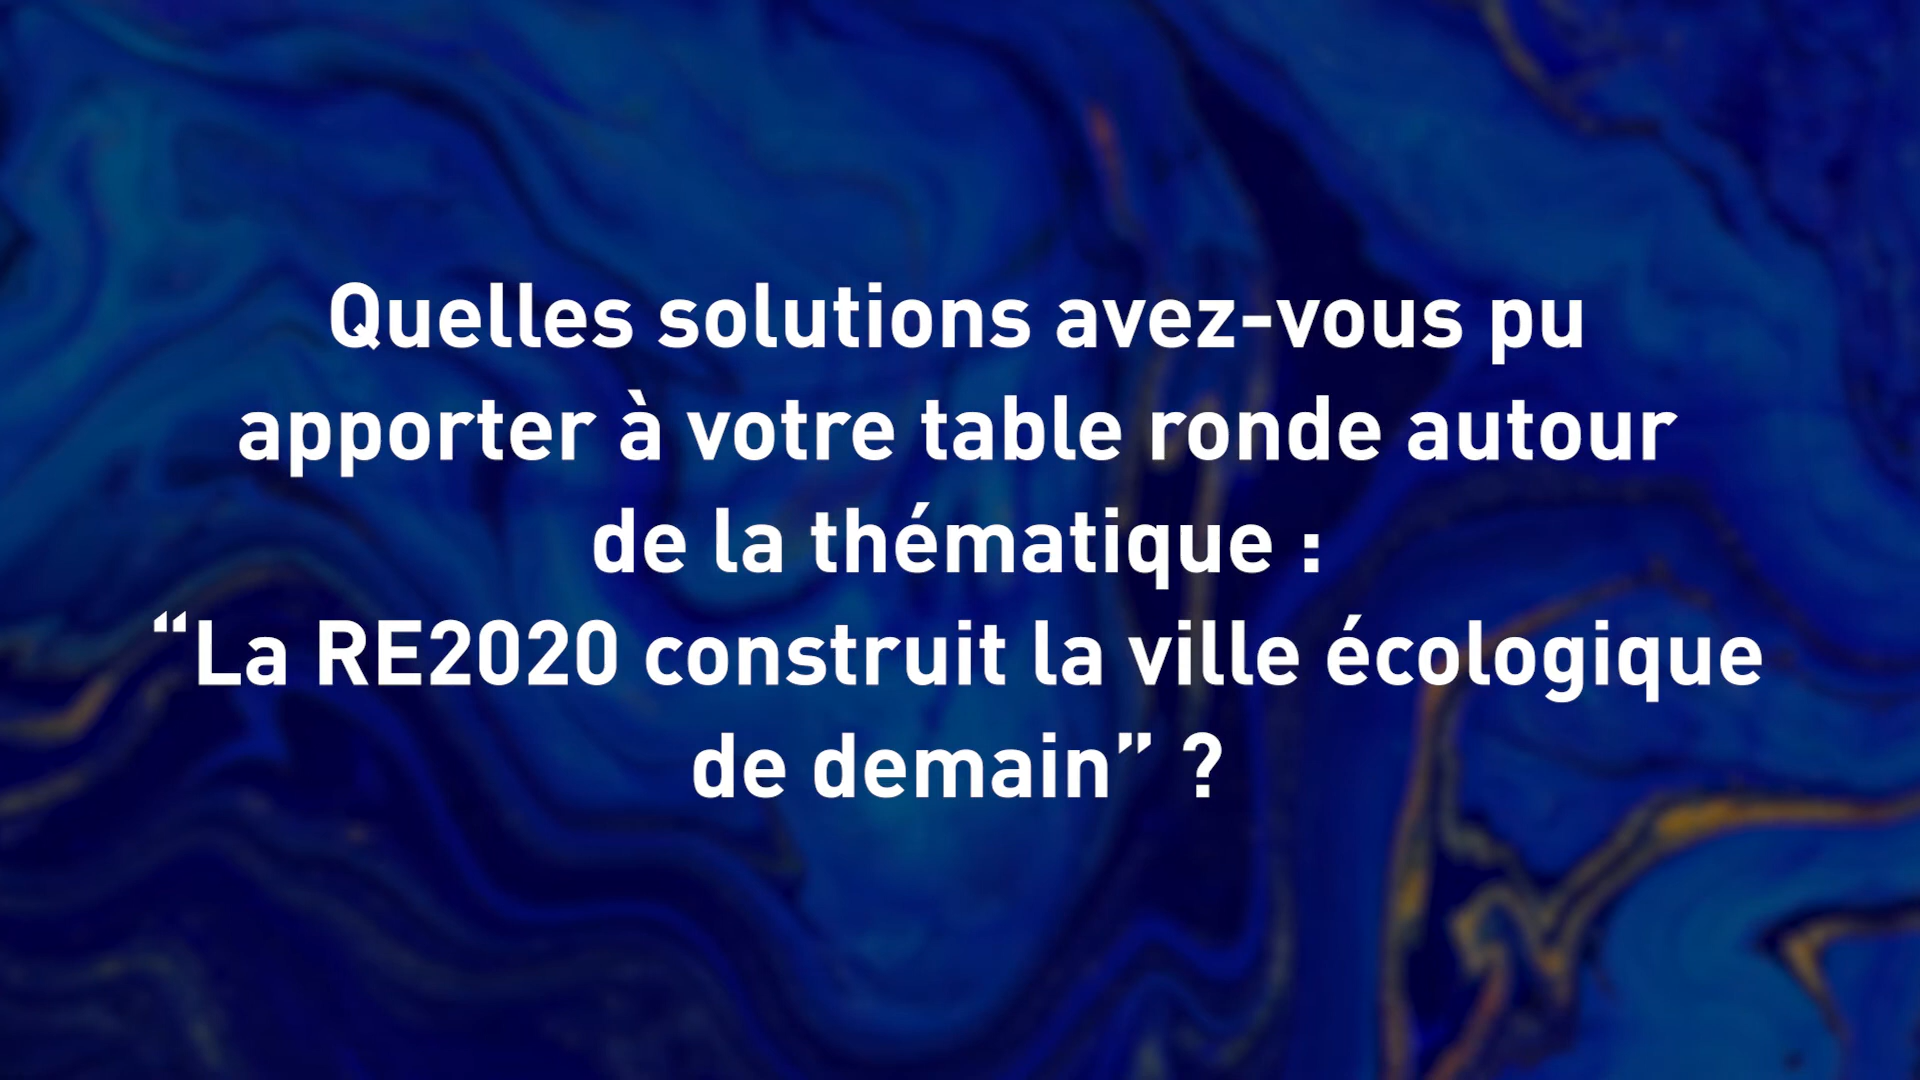 Quelles solutions avez-vous pu
apporter à votre table ronde autour
de la thématique :
“La RE2020 construit la ville écologique
de demain” ?